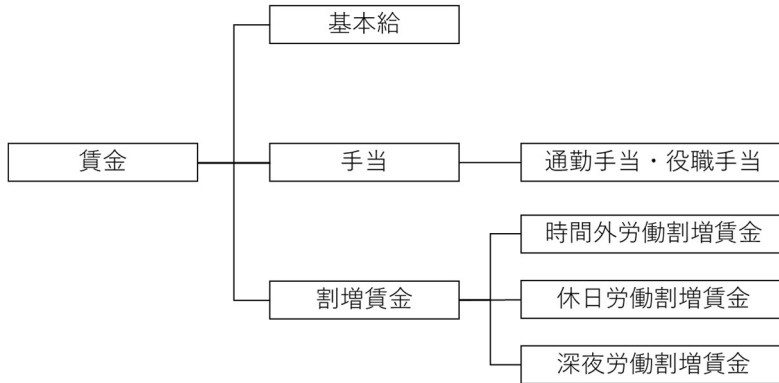 基本給
賃金
手当
通勤手当・役職手当
時間外労働割増賃金
割増賃金
休日労働割増賃金
深夜労働割増賃金